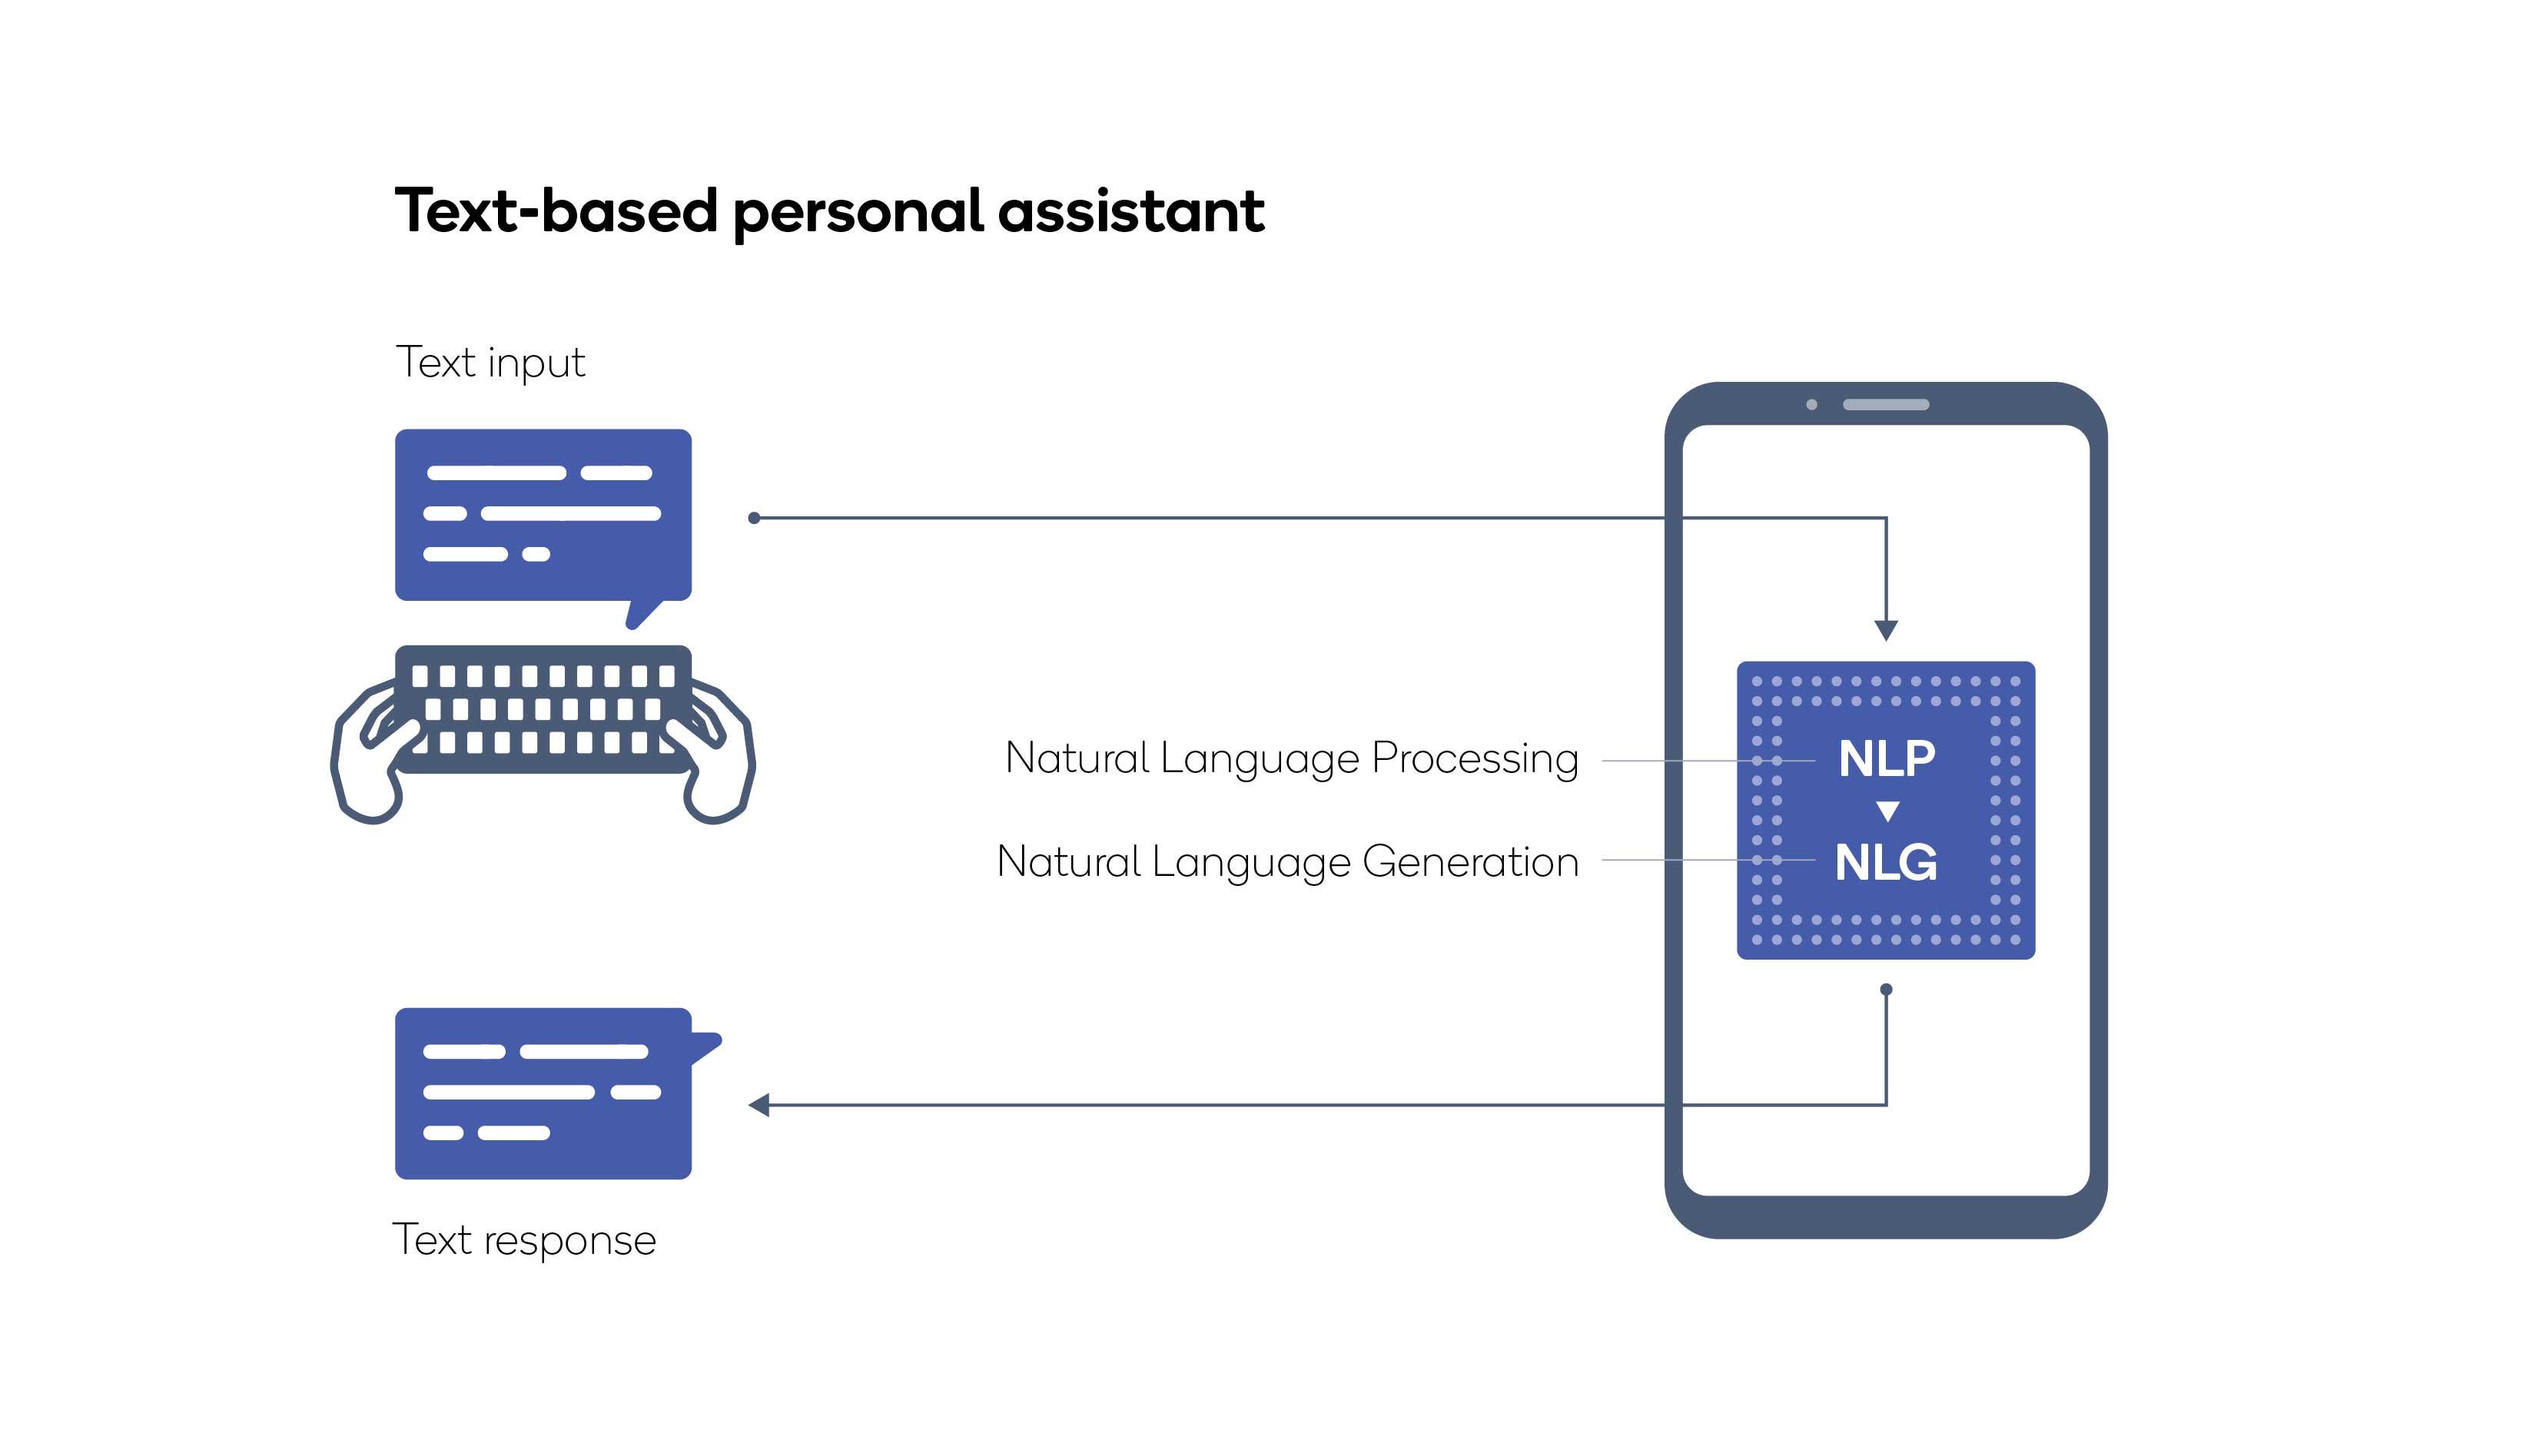 Text-based personal assistant
Text input
Natural Language Processing
NLP
Natural Language Generation
NLG
Text response